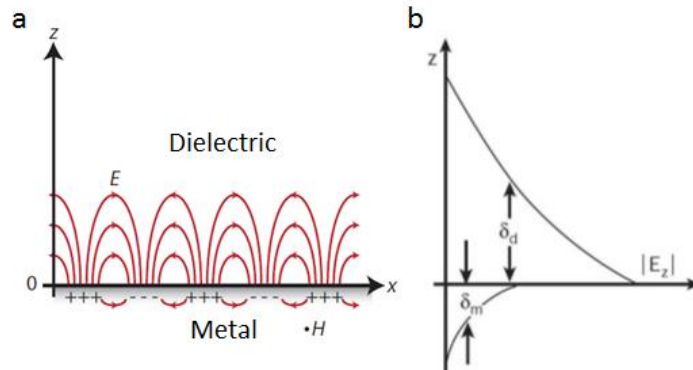 a
z
Dielectric
E
0
+++ ---- +++ ---- +++
x
Metal
•H
b
z
δd
|Ez|
δm